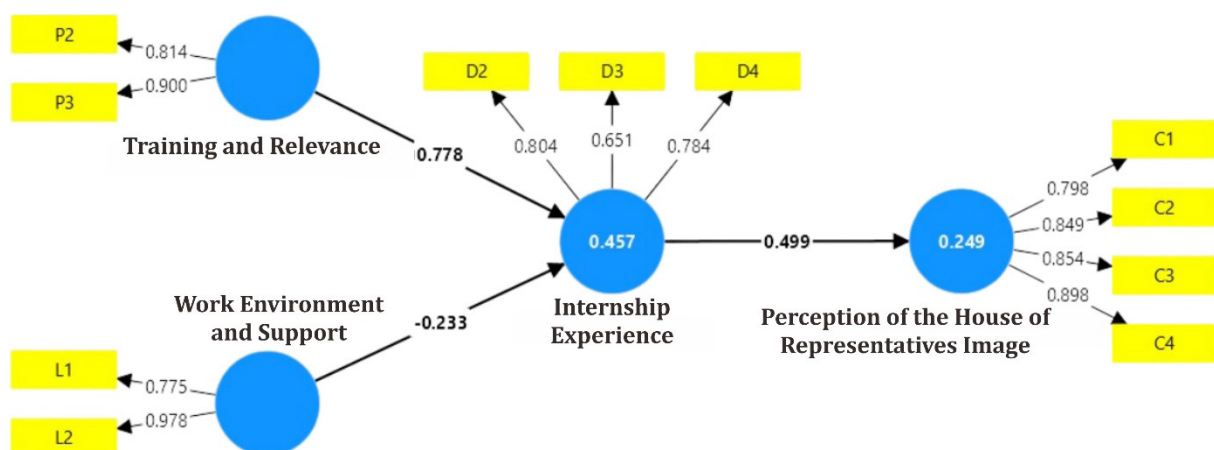 P2
0.814
P3
0.900
Training and Relevance
0.778
D2
D3
D4
0.804
0.651
0.784
0.457
Work Environment
and Support
-0.233
L1
0.775
L2
0.978
Internship
Experience
0.499
0.249
Perception of the House of
Representatives Image
C1
0.798
C2
0.849
C3
0.854
C4
0.898